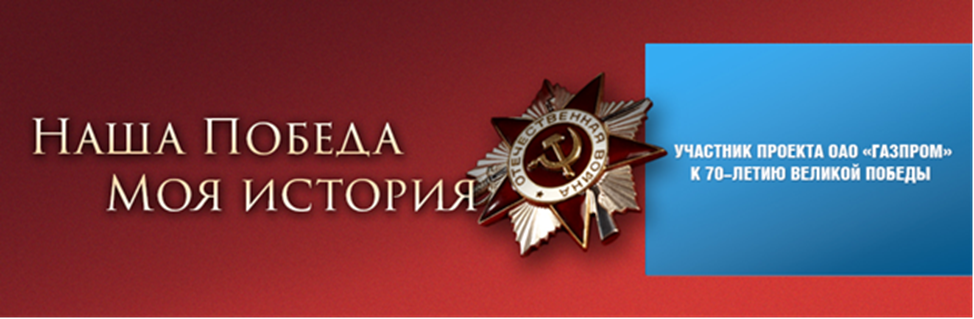 НАША ПОБЕДА
МОЯ ИСТОРИЯ
ОТЕЧЕСТВЕННАЯ ВОЙНА
УЧАСТНИК ПРОЕКТА ОАО «ГАЗПРОМ»
К 70-ЛЕТИЮ ВЕЛИКОЙ ПОБЕДЫ